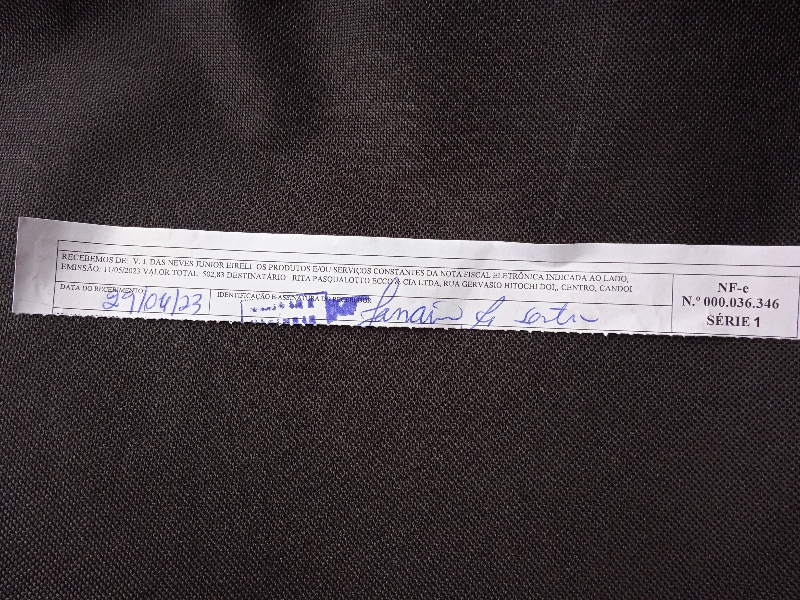 RECEBEMOS DE: V. J. DAS NEVES JUNIOR EIRELI OS PRODUTOS E/OU SERVIÇOS CONSTANTES DA NOTA FISCAL ELETRÔNICA INDICADA AO LADO,
EMISSÃO: 11/05/2023 VALOR TOTAL: 502,83 DESTINATÁRIO: RITA PASQUALOTTO ECCO & CIA LTDA, RUA GERVASIO HITOCHI DOI,, CENTRO, CANDOI
DATA DO RECEBIMENTO
29/04/23
IDENTIFICAÇÃO E ASSINATURA DO RECEBEDOR
NF-e
N.º 000.036.346
SÉRIE 1